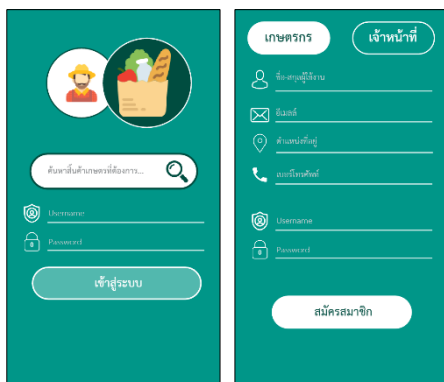 ค้นหาสินค้าเกษตรที่ต้องการ...
Username
Password
เข้าสู่ระบบ
เกษตรกร
เจ้าหน้าที่
ชื่อ-สกุลผู้ใช้งาน
อีเมลล์
ตำแหน่งที่อยู่
เบอร์โทรศัพท์
Username
Password
สมัครสมาชิก